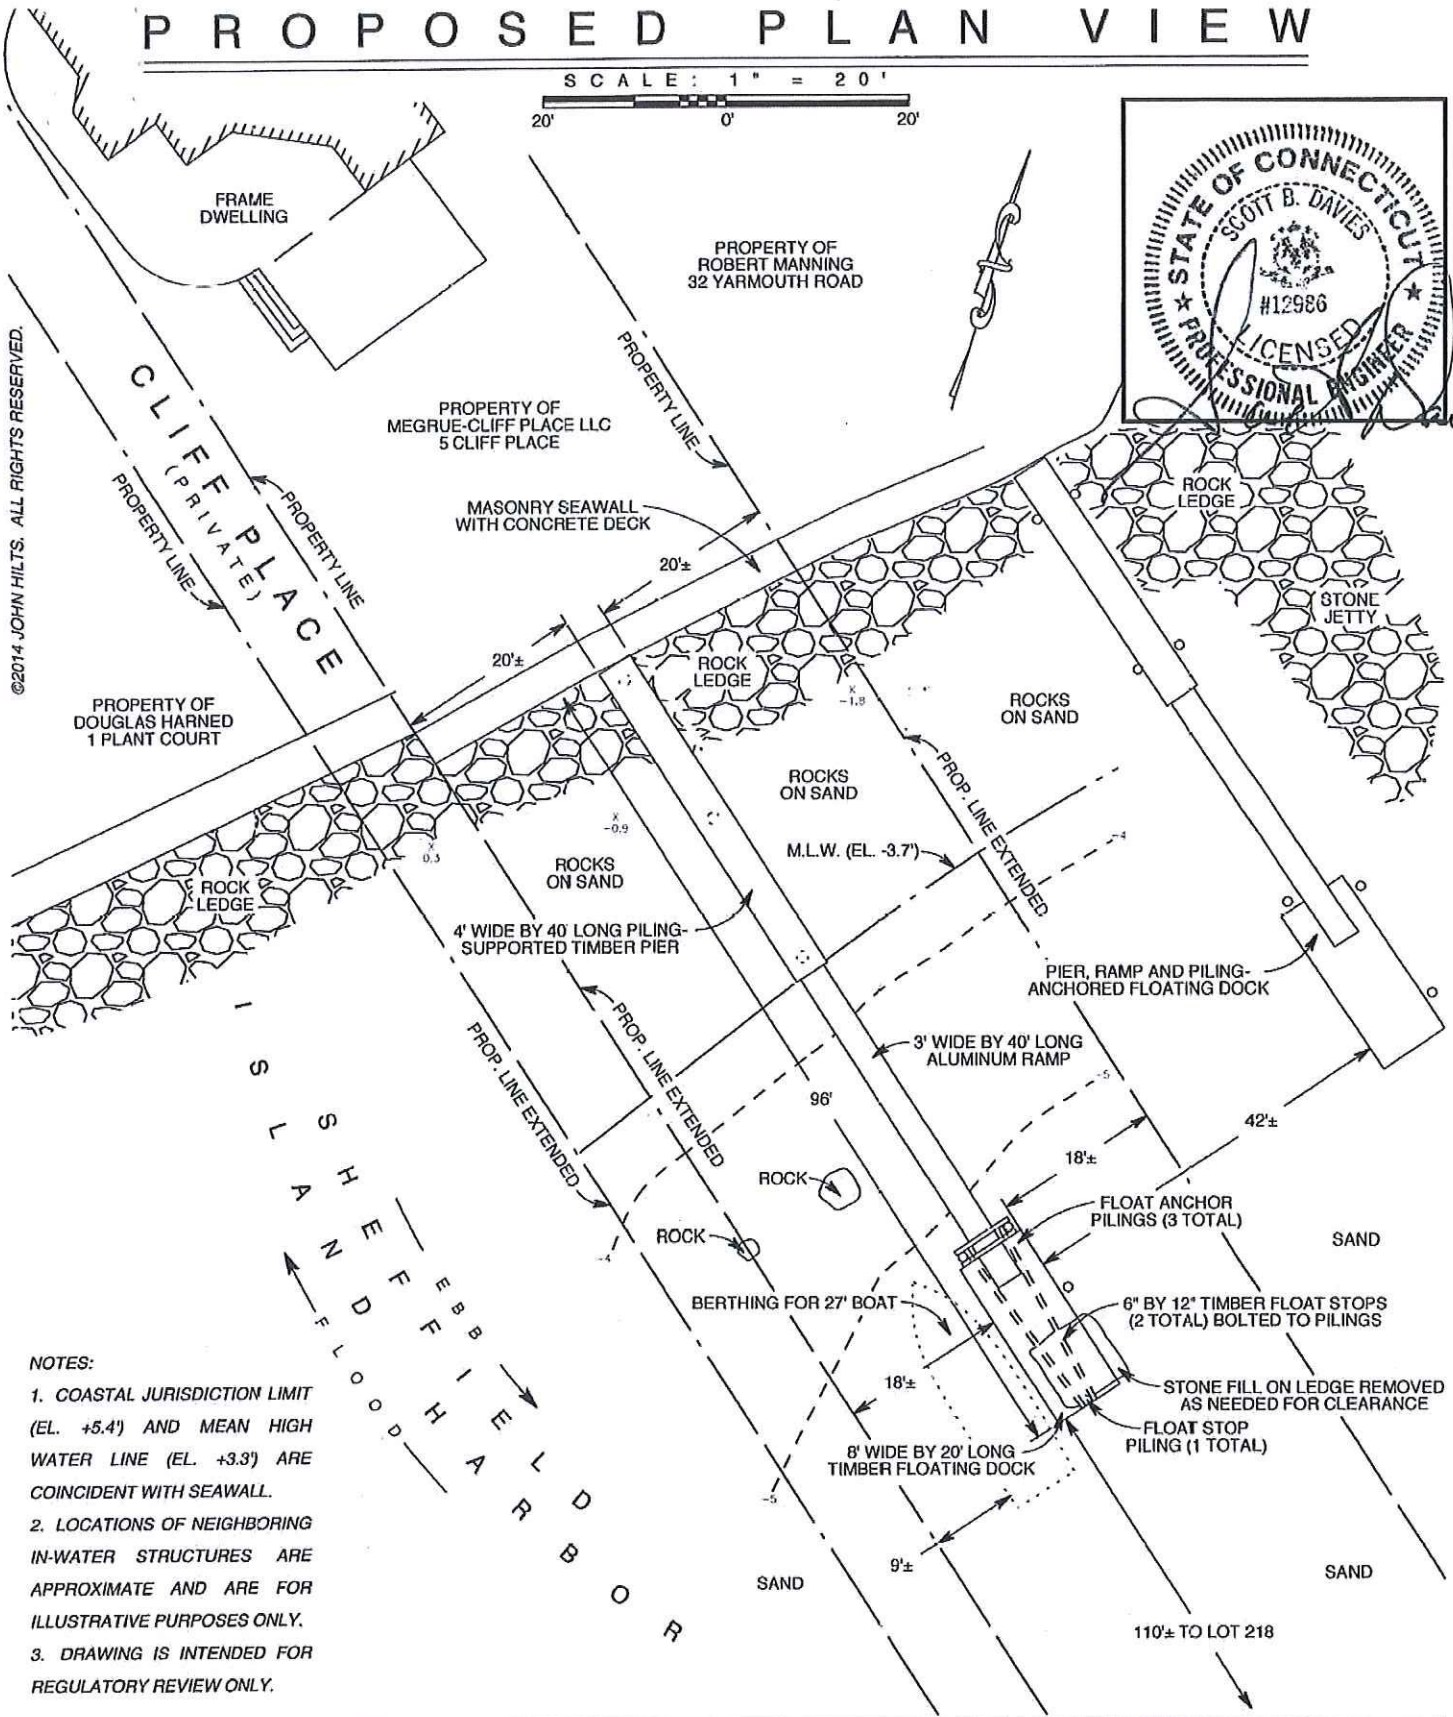 PROPOSED PLAN VIEW
SCALE: 1" = 20'
20' 0' 20'
STATE OF CONNECTICUT
SCOTT B. DAVIES
#12986
LICENSED
★ PROFESSIONAL ENGINEER ★
FRAME
DWELLING
PROPERTY OF
ROBERT MANNING
32 YARMOUTH ROAD
©2014 JOHN HILTS. ALL RIGHTS RESERVED.
CLIFF PLACE
(PRIVATE)
PROPERTY LINE
PROPERTY LINE
PROPERTY LINE
PROPERTY OF
MEGRUE-CLIFF PLACE LLC
5 CLIFF PLACE
MASONRY SEAWALL
WITH CONCRETE DECK
20'±
20'±
ROCK
LEDGE
STONE
JETTY
ROCK
LEDGE
PROPERTY OF
DOUGLAS HARNED
1 PLANT COURT
X
-1.8
ROCKS
ON SAND
ROCKS
ON SAND
X
-0.9
X
0.3
ROCKS
ON SAND
ROCK
LEDGE
M.L.W. (EL. -3.7')
PROP. LINE EXTENDED
-4
4' WIDE BY 40' LONG PILING-
SUPPORTED TIMBER PIER
PIER, RAMP AND PILING-
ANCHORED FLOATING DOCK
PROP. LINE EXTENDED
PROP. LINE EXTENDED
3' WIDE BY 40' LONG
ALUMINUM RAMP
-5
96'
42'±
18'±
ROCK
ROCK
-4
FLOAT ANCHOR
PILINGS (3 TOTAL)
SAND
BERTHING FOR 27' BOAT
6" BY 12" TIMBER FLOAT STOPS
(2 TOTAL) BOLTED TO PILINGS
18'±
STONE FILL ON LEDGE REMOVED
AS NEEDED FOR CLEARANCE
FLOAT STOP
PILING (1 TOTAL)
8' WIDE BY 20' LONG
TIMBER FLOATING DOCK
-5
9'±
SAND
SAND
110'± TO LOT 218
SHEFFIELD
ISLAND HARBOR
EBB
FLOOD
NOTES:
1. COASTAL JURISDICTION LIMIT
(EL. +5.4') AND MEAN HIGH
WATER LINE (EL. +3.3') ARE
COINCIDENT WITH SEAWALL.
2. LOCATIONS OF NEIGHBORING
IN-WATER STRUCTURES ARE
APPROXIMATE AND ARE FOR
ILLUSTRATIVE PURPOSES ONLY.
3. DRAWING IS INTENDED FOR
REGULATORY REVIEW ONLY.